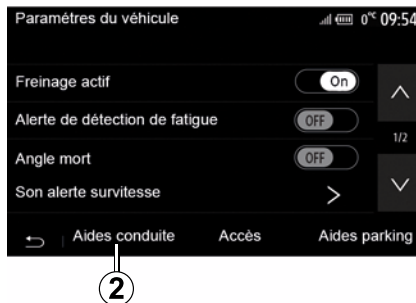 Paramétres du véhicule 0°C 09:54
Freinage actif On
Alerte de détection de fatigue OFF
1/2
Angle mort OFF
Son alerte survitesse
Aides conduite Accès Aides parking
2